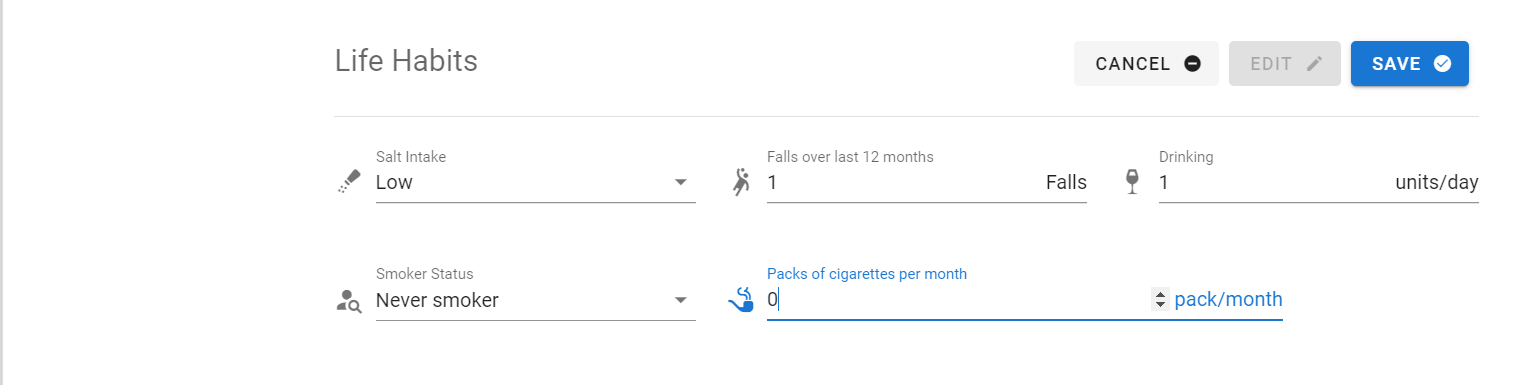 Life Habits
CANCEL EDIT SAVE
Salt Intake Falls over last 12 months Drinking
Low 1 Falls 1 units/day
Smoker Status Packs of cigarettes per month
Never smoker 0 pack/month